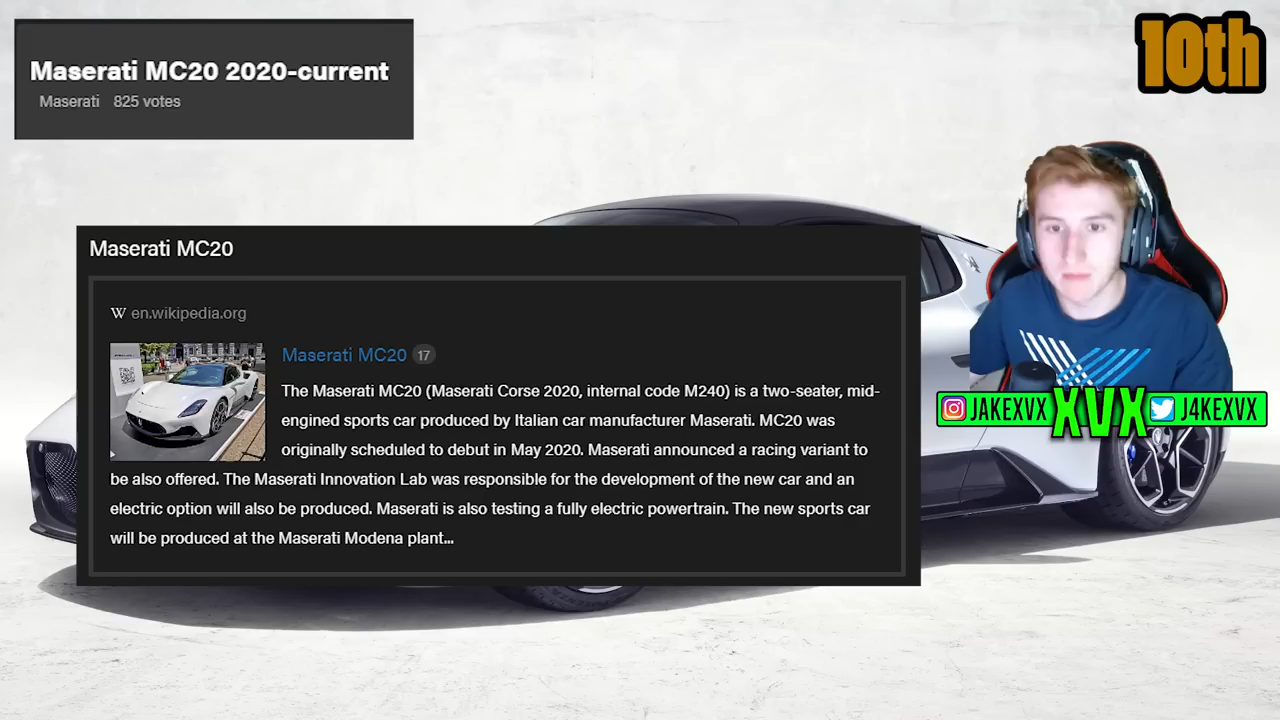 Maserati MC20 2020-current
Maserati 825 votes
10th
Maserati MC20
W en.wikipedia.org
Maserati MC20 17
The Maserati MC20 (Maserati Corse 2020, internal code M240) is a two-seater, mid-
engined sports car produced by Italian car manufacturer Maserati. MC20 was
originally scheduled to debut in May 2020. Maserati announced a racing variant to
be also offered. The Maserati Innovation Lab was responsible for the development of the new car and an
electric option will also be produced. Maserati is also testing a fully electric powertrain. The new sports car
will be produced at the Maserati Modena plant...
JAKEXVX XVX J4KEXVX